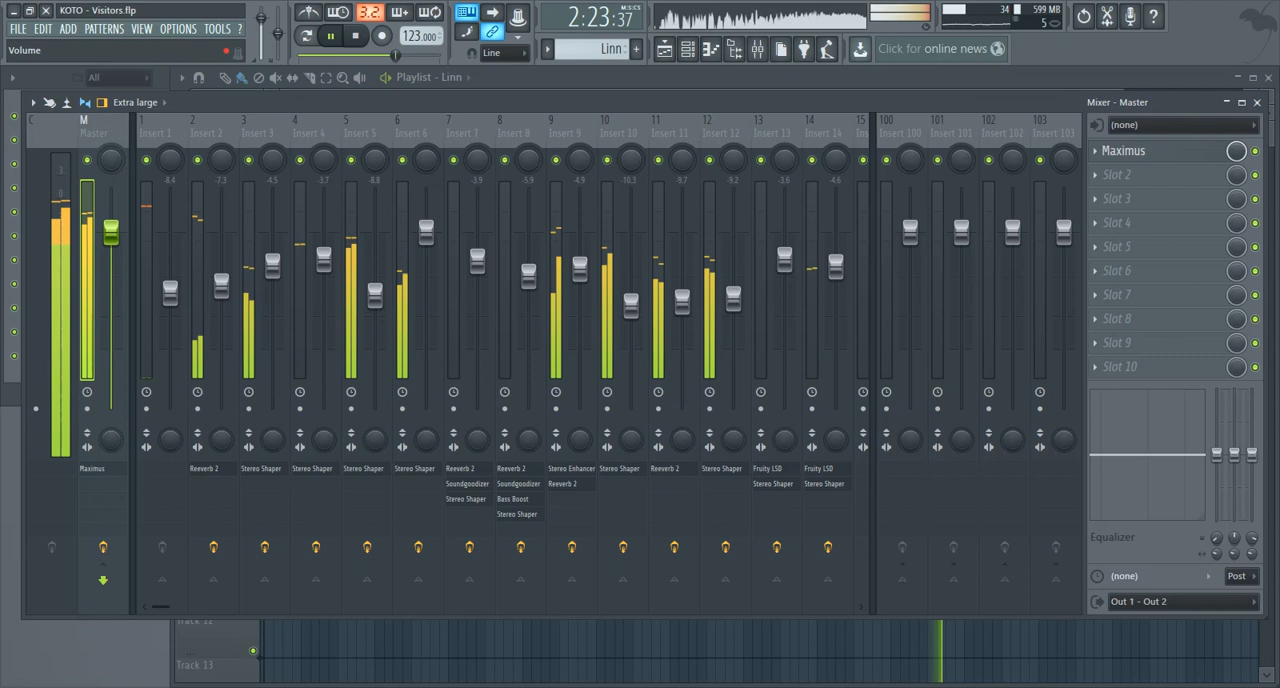 KOTO - Visitors.flp
FILE EDIT ADD PATTERNS VIEW OPTIONS TOOLS ?
Volume
3.2
123.000
Line
M:S:CS
2:23:37
Linn
34
599 MB
5
Click for online news
All
Playlist - Linn
Extra large
Mixer - Master
C M 1 2 3 4 5 6 7 8 9 10 11 12 13 14 15 100 101 102 103
Master Insert 1 Insert 2 Insert 3 Insert 4 Insert 5 Insert 6 Insert 7 Insert 8 Insert 9 Insert 10 Insert 11 Insert 12 Insert 13 Insert 14 Inse Insert 100 Insert 101 Insert 102 Insert 103
3
0
-8.4 -7.3 -4.5 -3.7 -8.8 -3.9 -5.9 -4.9 -10.3 -9.7 -9.2 -3.6 -4.6
Maximus Reeverb 2 Stereo Shaper Stereo Shaper Stereo Shaper Stereo Shaper Reeverb 2 Reeverb 2 Stereo Enhancer Stereo Shaper Reeverb 2 Stereo Shaper Fruity LSD Fruity LSD
Soundgoodizer Soundgoodizer Reeverb 2 Stereo Shaper Stereo Shaper
Stereo Shaper Bass Boost
Stereo Shaper
(none)
Maximus
Slot 2
Slot 3
Slot 4
Slot 5
Slot 6
Slot 7
Slot 8
Slot 9
Slot 10
Equalizer
(none) Post
Out 1 - Out 2
Track 12
Track 13